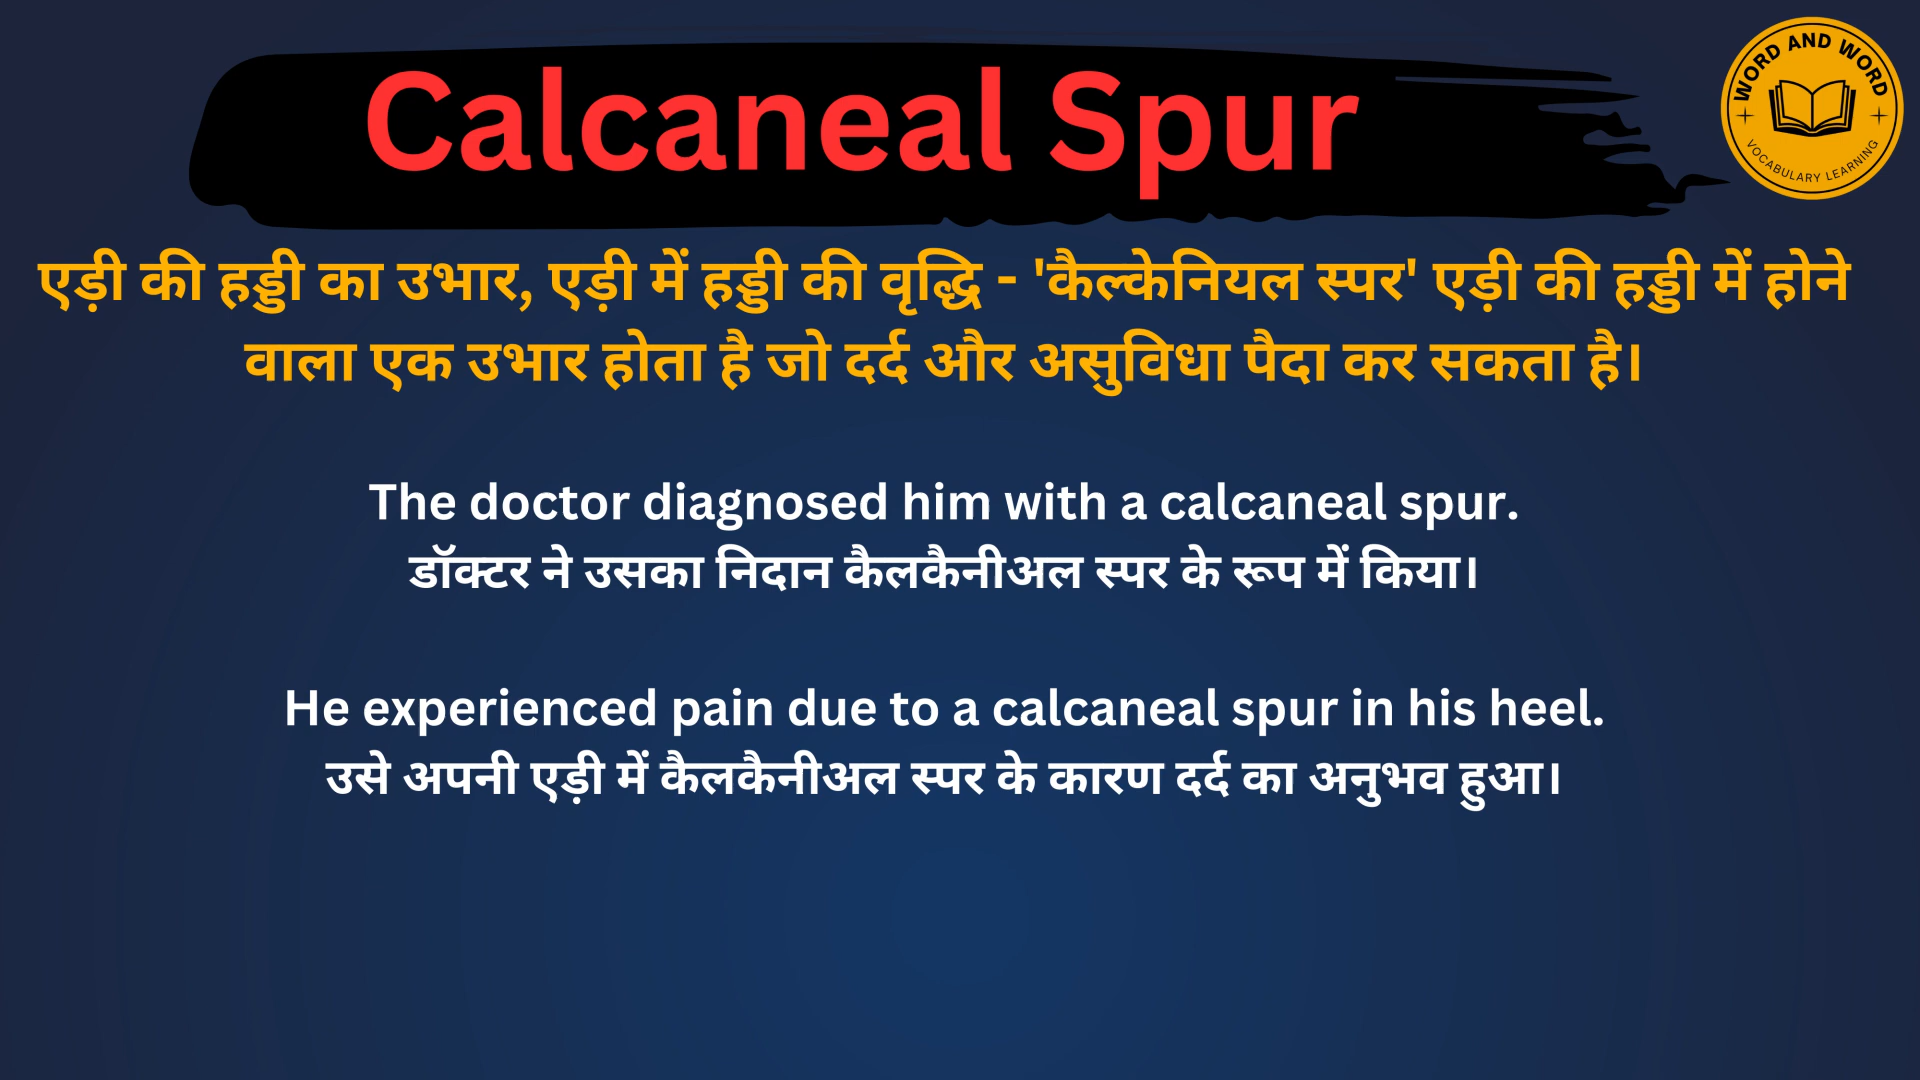 Calcaneal Spur
WORD AND WORD
VOCABULARY LEARNING
एड़ी की हड्डी का उभार, एड़ी में हड्डी की वृद्धि - 'कैल्केनियल स्पर' एड़ी की हड्डी में होने
वाला एक उभार होता है जो दर्द और असुविधा पैदा कर सकता है।
The doctor diagnosed him with a calcaneal spur.
डॉक्टर ने उसका निदान कैलकैनीअल स्पर के रूप में किया।
He experienced pain due to a calcaneal spur in his heel.
उसे अपनी एड़ी में कैलकैनीअल स्पर के कारण दर्द का अनुभव हुआ।